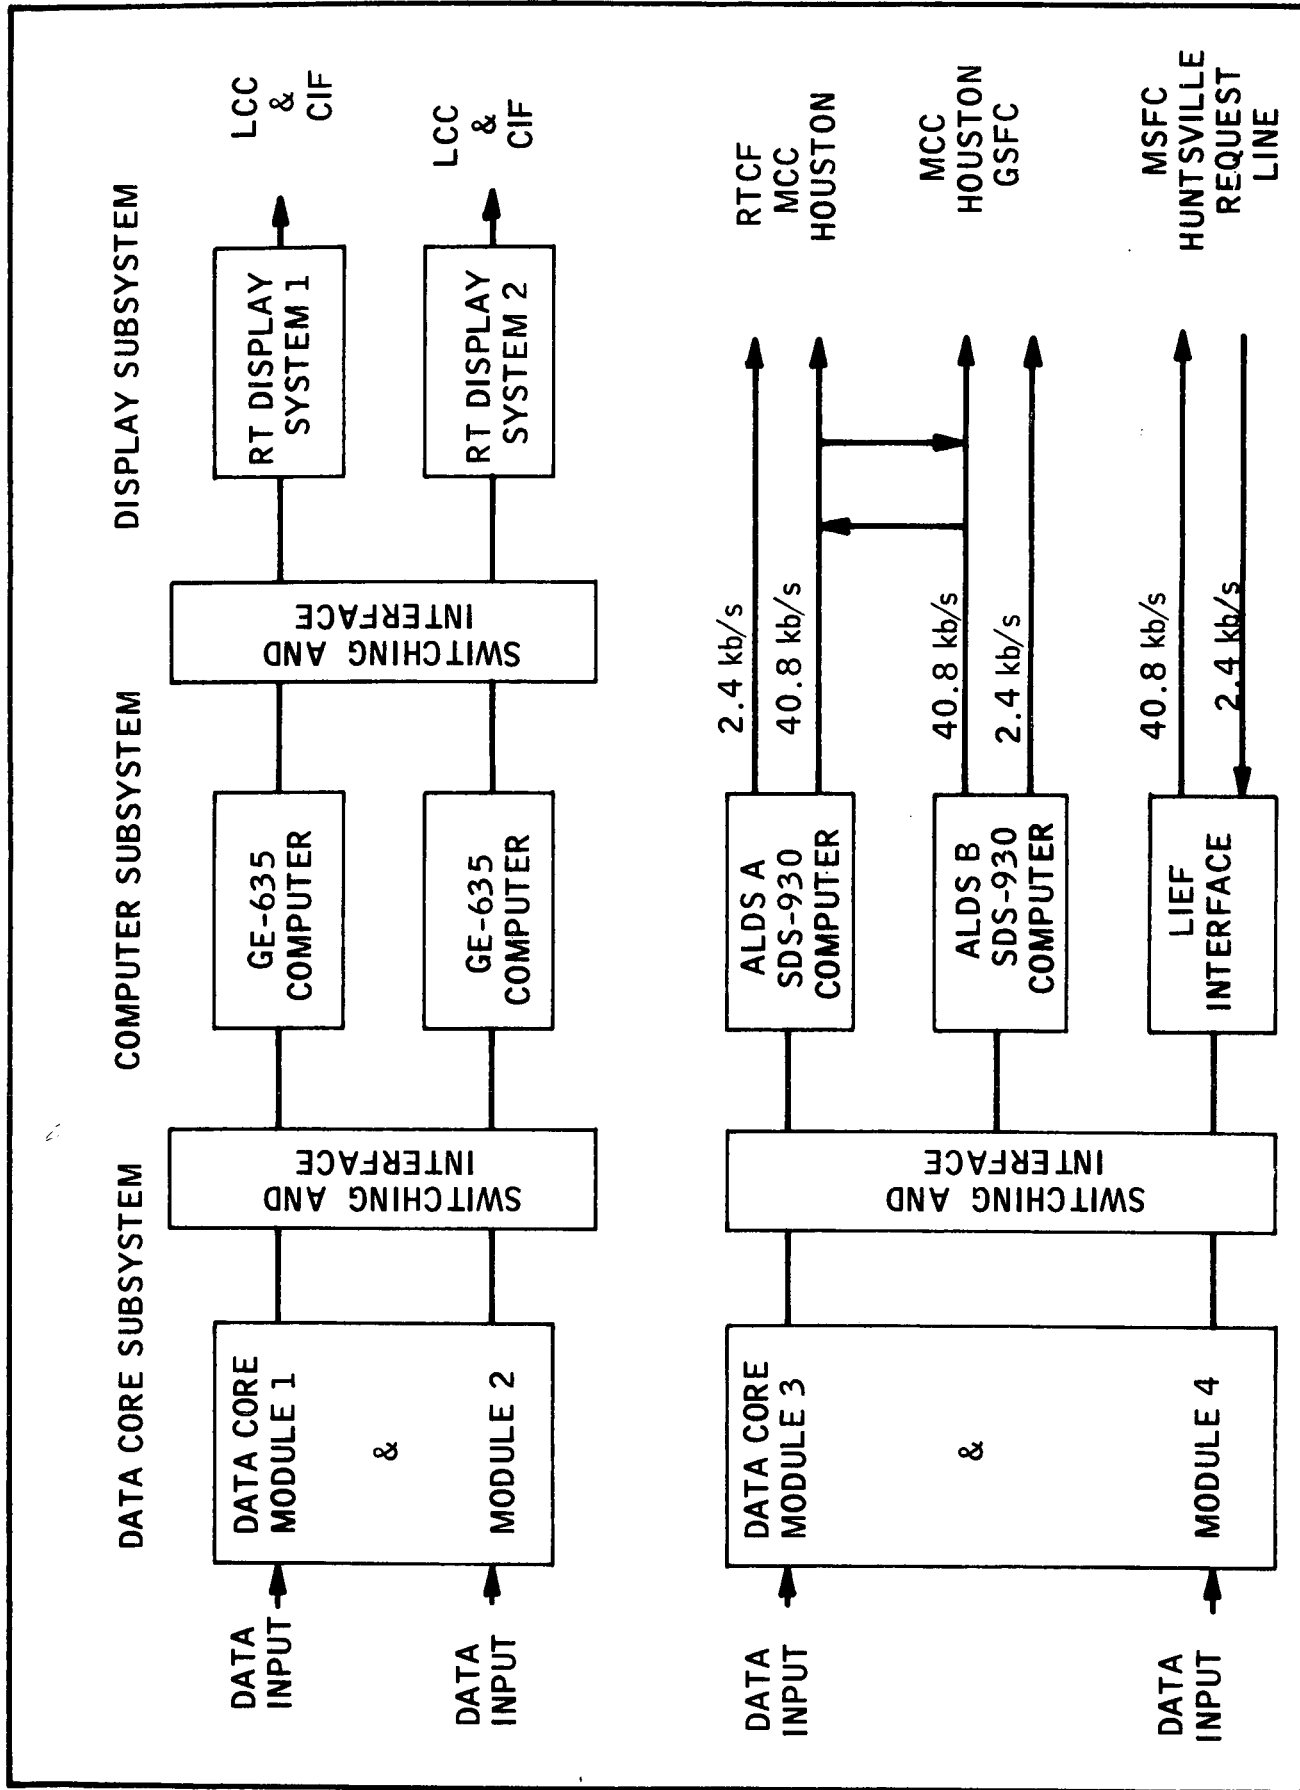 DATA CORE SUBSYSTEM
COMPUTER SUBSYSTEM
DISPLAY SUBSYSTEM
DATA
INPUT
DATA CORE
MODULE 1
&
MODULE 2
DATA
INPUT
SWITCHING AND
INTERFACE
GE-635
COMPUTER
GE-635
COMPUTER
SWITCHING AND
INTERFACE
RT DISPLAY
SYSTEM 1
RT DISPLAY
SYSTEM 2
LCC
&
CIF
LCC
&
CIF
DATA
INPUT
DATA CORE
MODULE 3
&
MODULE 4
DATA
INPUT
SWITCHING AND
INTERFACE
ALDS A
SDS-930
COMPUTER
2.4 kb/s
40.8 kb/s
RTCF
MCC
HOUSTON
ALDS B
SDS-930
COMPUTER
40.8 kb/s
2.4 kb/s
MCC
HOUSTON
GSFC
LIEF
INTERFACE
40.8 kb/s
2.4 kb/s
MSFC
HUNTSVILLE
REQUEST
LINE